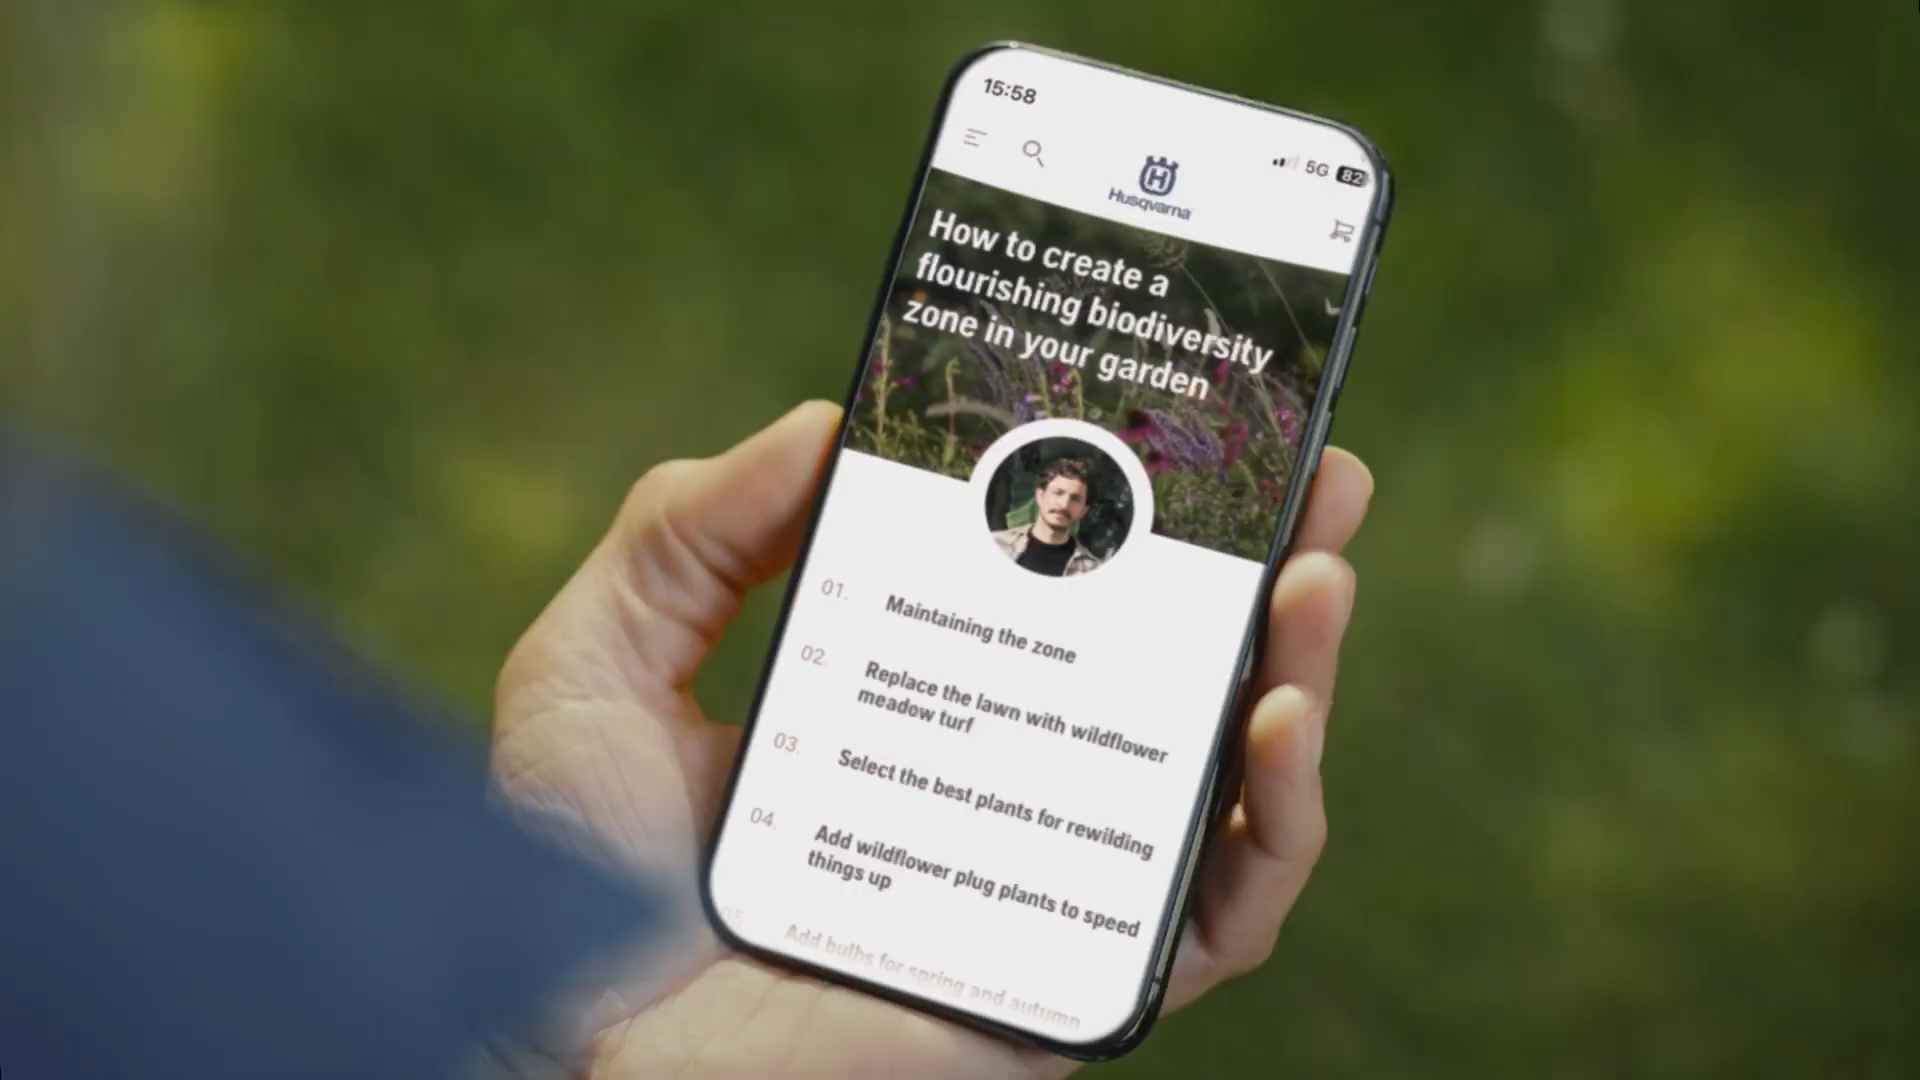 15:58
5G 82
Husqvarna
How to create a
flourishing biodiversity
zone in your garden
01. Maintaining the zone
02. Replace the lawn with wildflower
meadow turf
03. Select the best plants for rewilding
04. Add wildflower plug plants to speed
things up
05. Add bulbs for spring and autumn